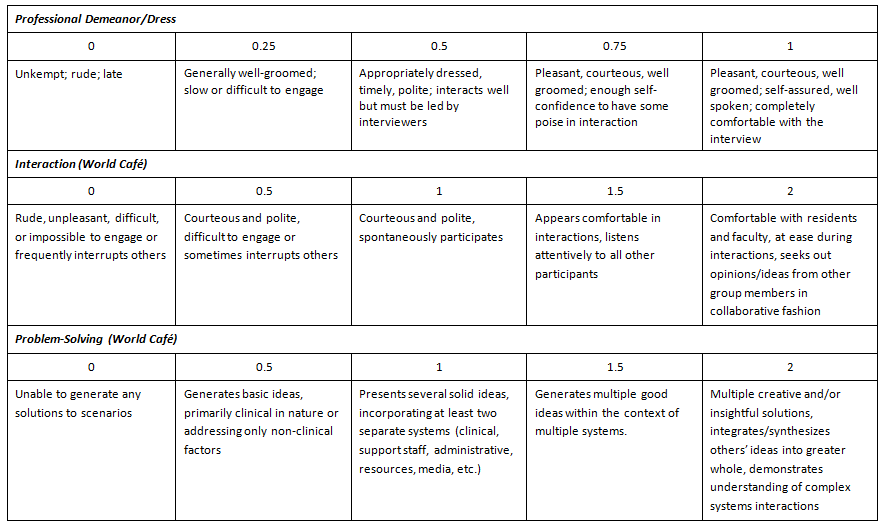 Professional Demeanor/Dress
0
0.25
0.5
0.75
1
Unkempt; rude; late
Generally well-groomed;
slow or difficult to engage
Appropriately dressed,
timely, polite; interacts well
but must be led by
interviewers
Pleasant, courteous, well
groomed; enough self-
confidence to have some
poise in interaction
Pleasant, courteous, well
groomed; self-assured, well
spoken; completely
comfortable with the
interview
Interaction (World Café)
0
0.5
1
1.5
2
Rude, unpleasant, difficult,
or impossible to engage or
frequently interrupts others
Courteous and polite,
difficult to engage or
sometimes interrupts others
Courteous and polite,
spontaneously participates
Appears comfortable in
interactions, listens
attentively to all other
participants
Comfortable with residents
and faculty, at ease during
interactions, seeks out
opinions/ideas from other
group members in
collaborative fashion
Problem-Solving (World Café)
0
0.5
1
1.5
2
Unable to generate any
solutions to scenarios
Generates basic ideas,
primarily clinical in nature or
addressing only non-clinical
factors
Presents several solid ideas,
incorporating at least two
separate systems (clinical,
support staff, administrative,
resources, media, etc.)
Generates multiple good
ideas within the context of
multiple systems.
Multiple creative and/or
insightful solutions,
integrates/synthesizes
others’ ideas into greater
whole, demonstrates
understanding of complex
systems interactions